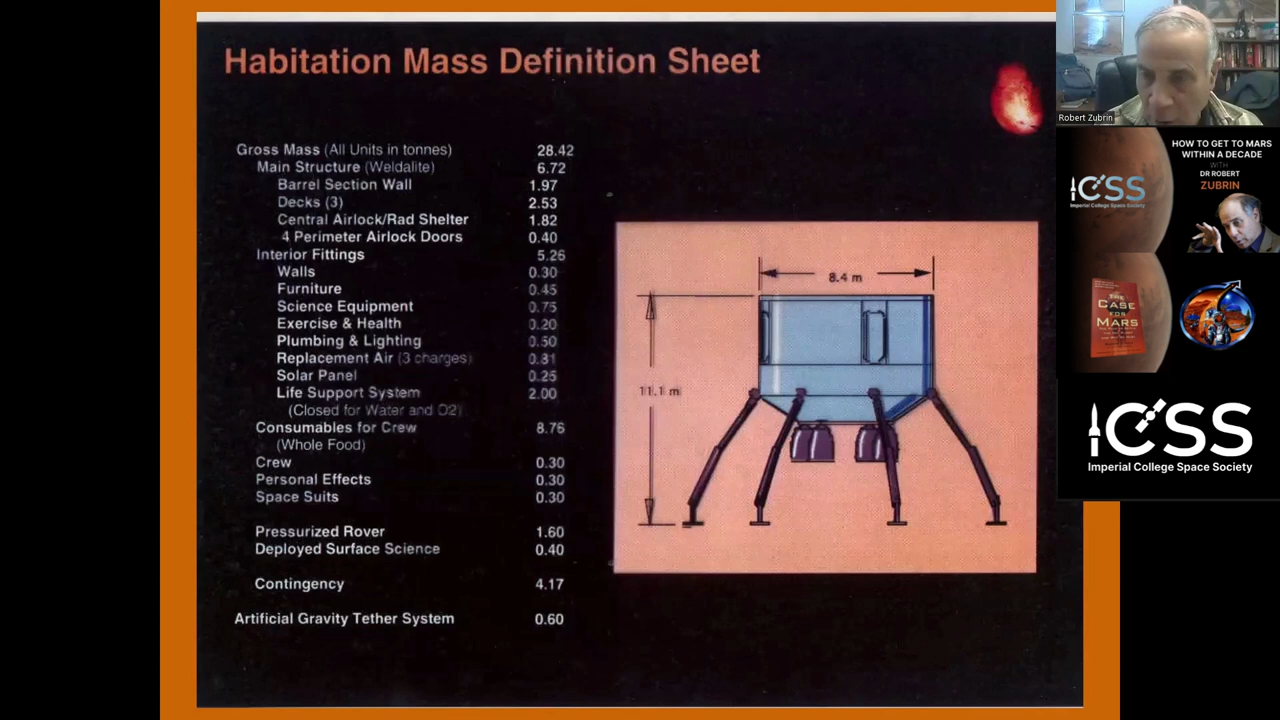 Habitation Mass Definition Sheet
Gross Mass (All Units in tonnes) 28.42
Main Structure (Weldalite) 6.72
Barrel Section Wall 1.97
Decks (3) 2.53
Central Airlock/Rad Shelter 1.82
4 Perimeter Airlock Doors 0.40
Interior Fittings 5.26
Walls 0.30
Furniture 0.45
Science Equipment 0.75
Exercise & Health 0.20
Plumbing & Lighting 0.50
Replacement Air (3 charges) 0.81
Solar Panel 0.25
Life Support System 2.00
(Closed for Water and O2)
Consumables for Crew 8.76
(Whole Food)
Crew 0.30
Personal Effects 0.30
Space Suits 0.30
Pressurized Rover 1.60
Deployed Surface Science 0.40
Contingency 4.17
Artificial Gravity Tether System 0.60
8.4 m
11.1 m
Robert Zubrin
HOW TO GET TO MARS
WITHIN A DECADE
WITH
DR ROBERT
ZUBRIN
ICSS
Imperial College Space Society
THE
CASE
FOR
MARS
ICSS
Imperial College Space Society